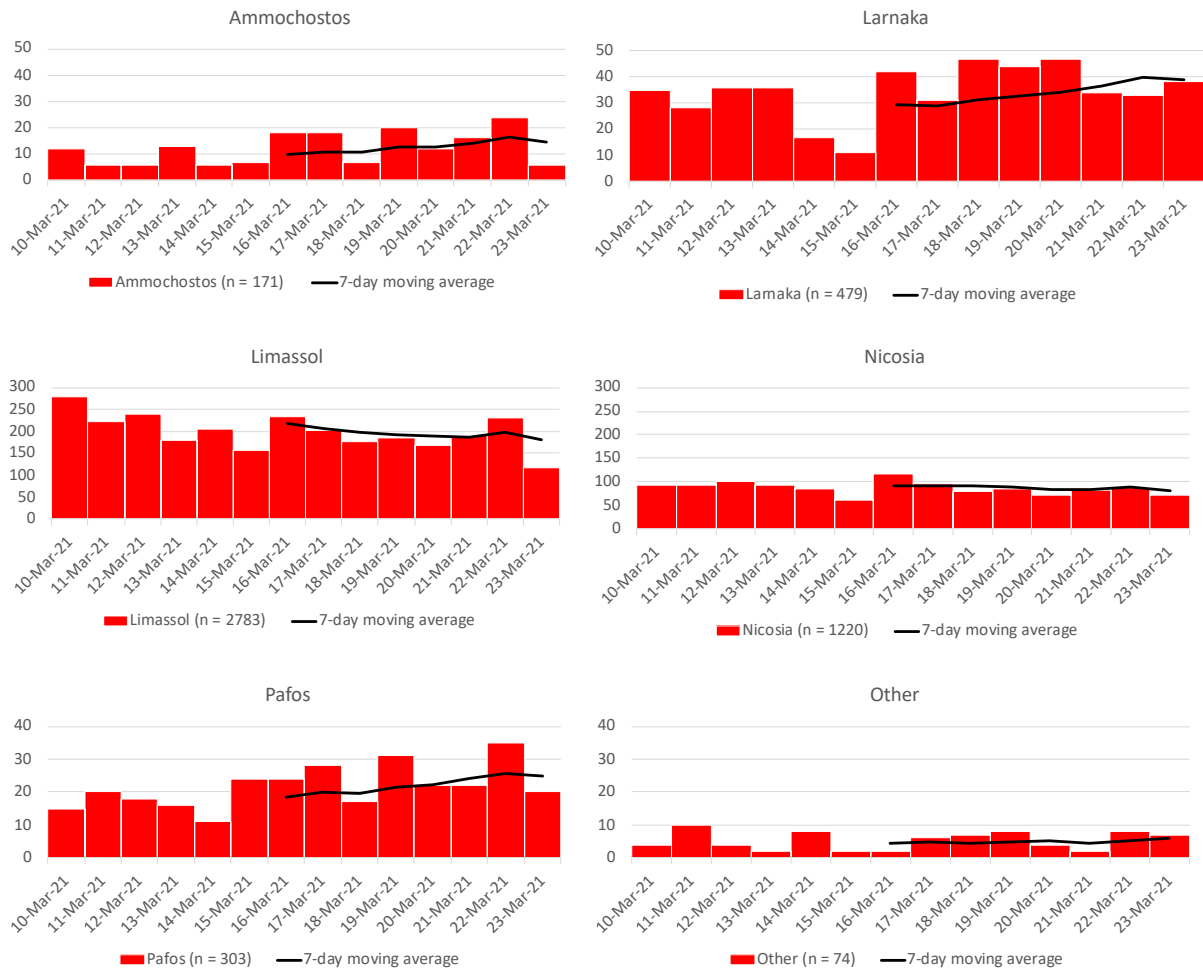 Ammochostos
50
40
30
20
10
0
10-Mar-21
11-Mar-21
12-Mar-21
13-Mar-21
14-Mar-21
15-Mar-21
16-Mar-21
17-Mar-21
18-Mar-21
19-Mar-21
20-Mar-21
21-Mar-21
22-Mar-21
23-Mar-21
Ammochostos (n = 171) 7-day moving average
Larnaka
50
40
30
20
10
0
10-Mar-21
11-Mar-21
12-Mar-21
13-Mar-21
14-Mar-21
15-Mar-21
16-Mar-21
17-Mar-21
18-Mar-21
19-Mar-21
20-Mar-21
21-Mar-21
22-Mar-21
23-Mar-21
Larnaka (n = 479) 7-day moving average
Limassol
300
250
200
150
100
50
0
10-Mar-21
11-Mar-21
12-Mar-21
13-Mar-21
14-Mar-21
15-Mar-21
16-Mar-21
17-Mar-21
18-Mar-21
19-Mar-21
20-Mar-21
21-Mar-21
22-Mar-21
23-Mar-21
Limassol (n = 2783) 7-day moving average
Nicosia
300
250
200
150
100
50
0
10-Mar-21
11-Mar-21
12-Mar-21
13-Mar-21
14-Mar-21
15-Mar-21
16-Mar-21
17-Mar-21
18-Mar-21
19-Mar-21
20-Mar-21
21-Mar-21
22-Mar-21
23-Mar-21
Nicosia (n = 1220) 7-day moving average
Pafos
40
30
20
10
0
10-Mar-21
11-Mar-21
12-Mar-21
13-Mar-21
14-Mar-21
15-Mar-21
16-Mar-21
17-Mar-21
18-Mar-21
19-Mar-21
20-Mar-21
21-Mar-21
22-Mar-21
23-Mar-21
Pafos (n = 303) 7-day moving average
Other
40
30
20
10
0
10-Mar-21
11-Mar-21
12-Mar-21
13-Mar-21
14-Mar-21
15-Mar-21
16-Mar-21
17-Mar-21
18-Mar-21
19-Mar-21
20-Mar-21
21-Mar-21
22-Mar-21
23-Mar-21
Other (n = 74) 7-day moving average